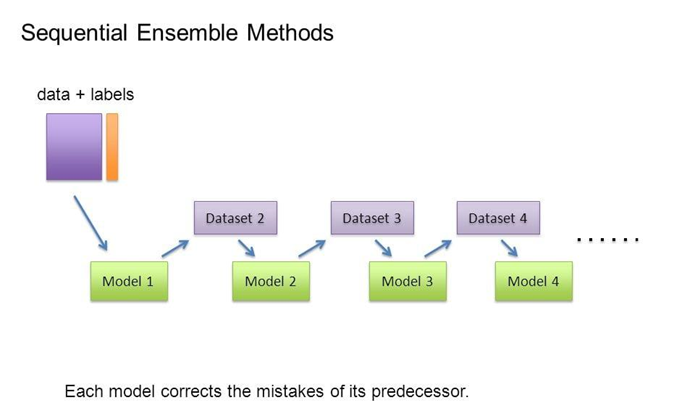 Sequential Ensemble Methods
data + labels
Dataset 2
Dataset 3
Dataset 4
......
Model 1
Model 2
Model 3
Model 4
Each model corrects the mistakes of its predecessor.